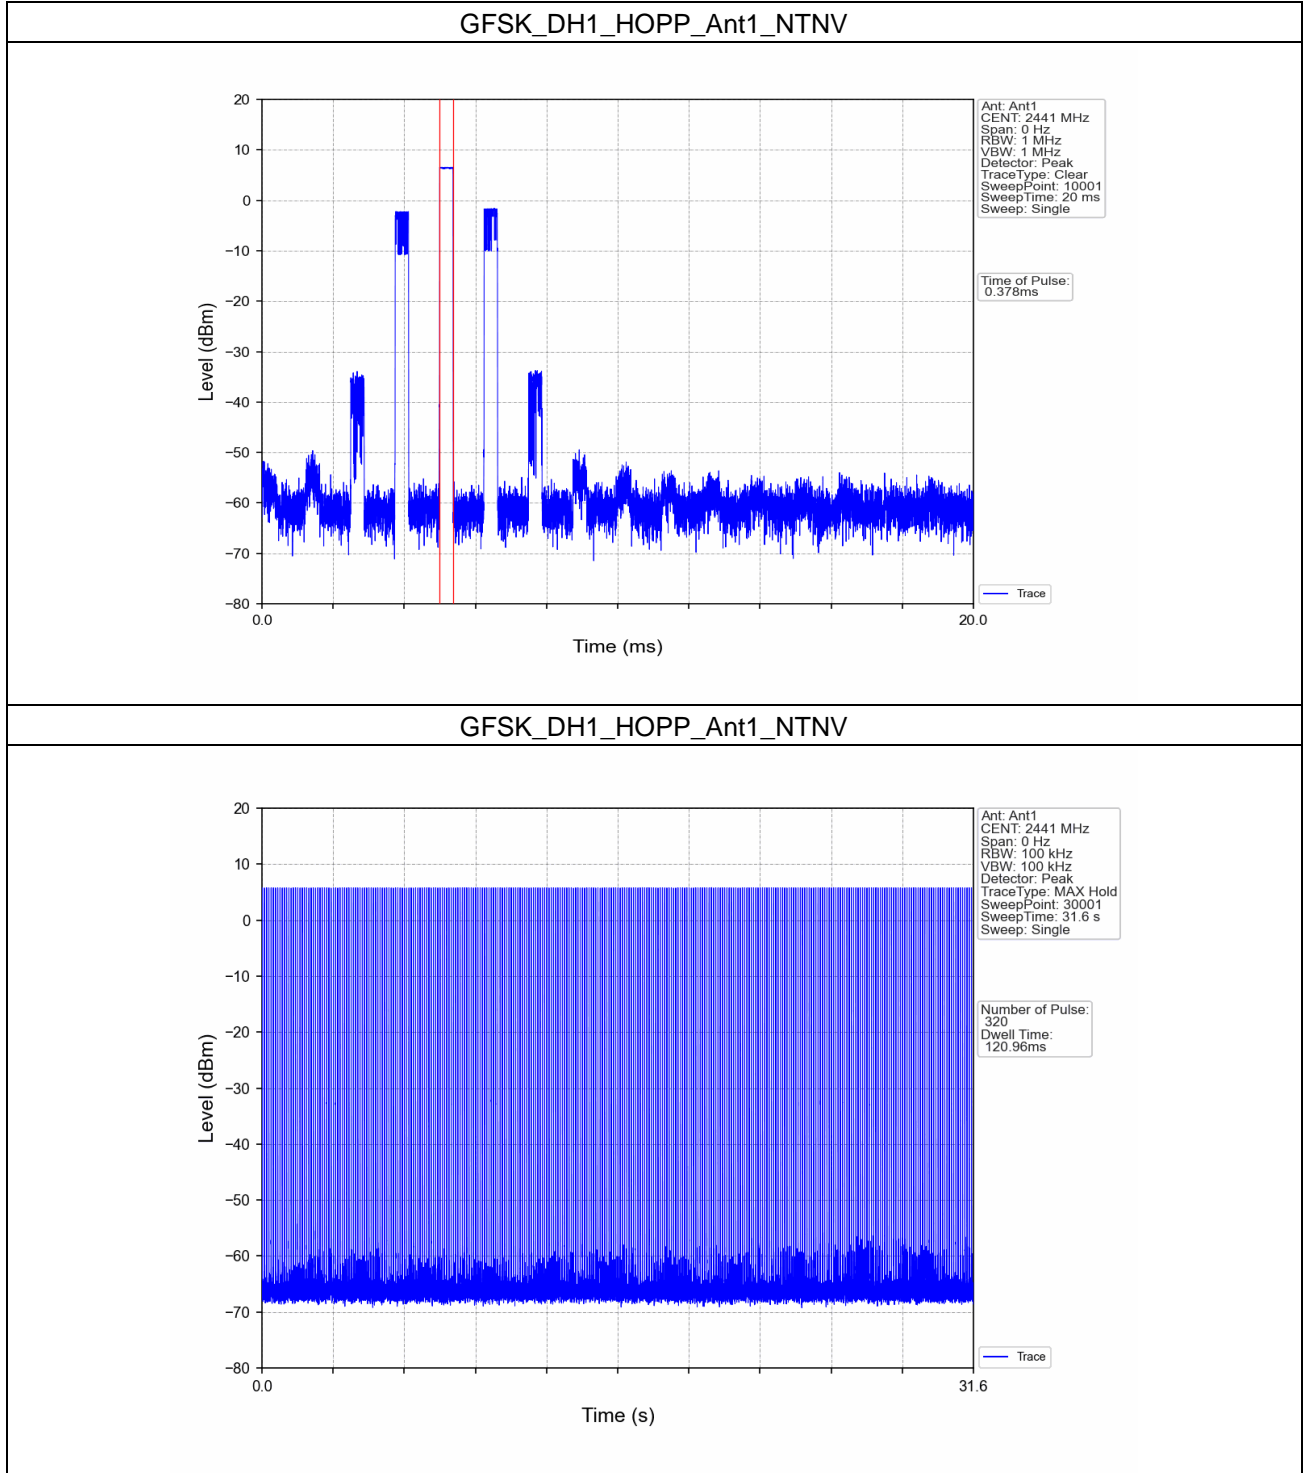 GFSK_DH1_HOPP_Ant1_NTNV
20
10
0
−10
−20
−30
−40
−50
−60
−70
−80
Level (dBm)
0.0
20.0
Time (ms)
Ant: Ant1
CENT: 2441 MHz
Span: 0 Hz
RBW: 1 MHz
VBW: 1 MHz
Detector: Peak
TraceType: Clear
SweepPoint: 10001
SweepTime: 20 ms
Sweep: Single
Time of Pulse:
0.378ms
Trace
GFSK_DH1_HOPP_Ant1_NTNV
20
10
0
−10
−20
−30
−40
−50
−60
−70
−80
Level (dBm)
0.0
31.6
Time (s)
Ant: Ant1
CENT: 2441 MHz
Span: 0 Hz
RBW: 100 kHz
VBW: 100 kHz
Detector: Peak
TraceType: MAX Hold
SweepPoint: 30001
SweepTime: 31.6 s
Sweep: Single
Number of Pulse:
320
Dwell Time:
120.96ms
Trace